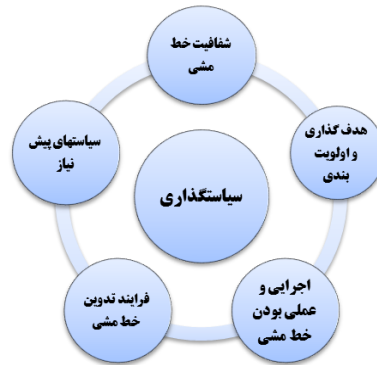 شفافیت خط
مشی
هدف گذاری
و اولویت
بندی
سیاستهای پیش
نیاز
سیاستگذاری
اجرایی و
عملی بودن
خط مشی
فرایند تدوین
خط مشی